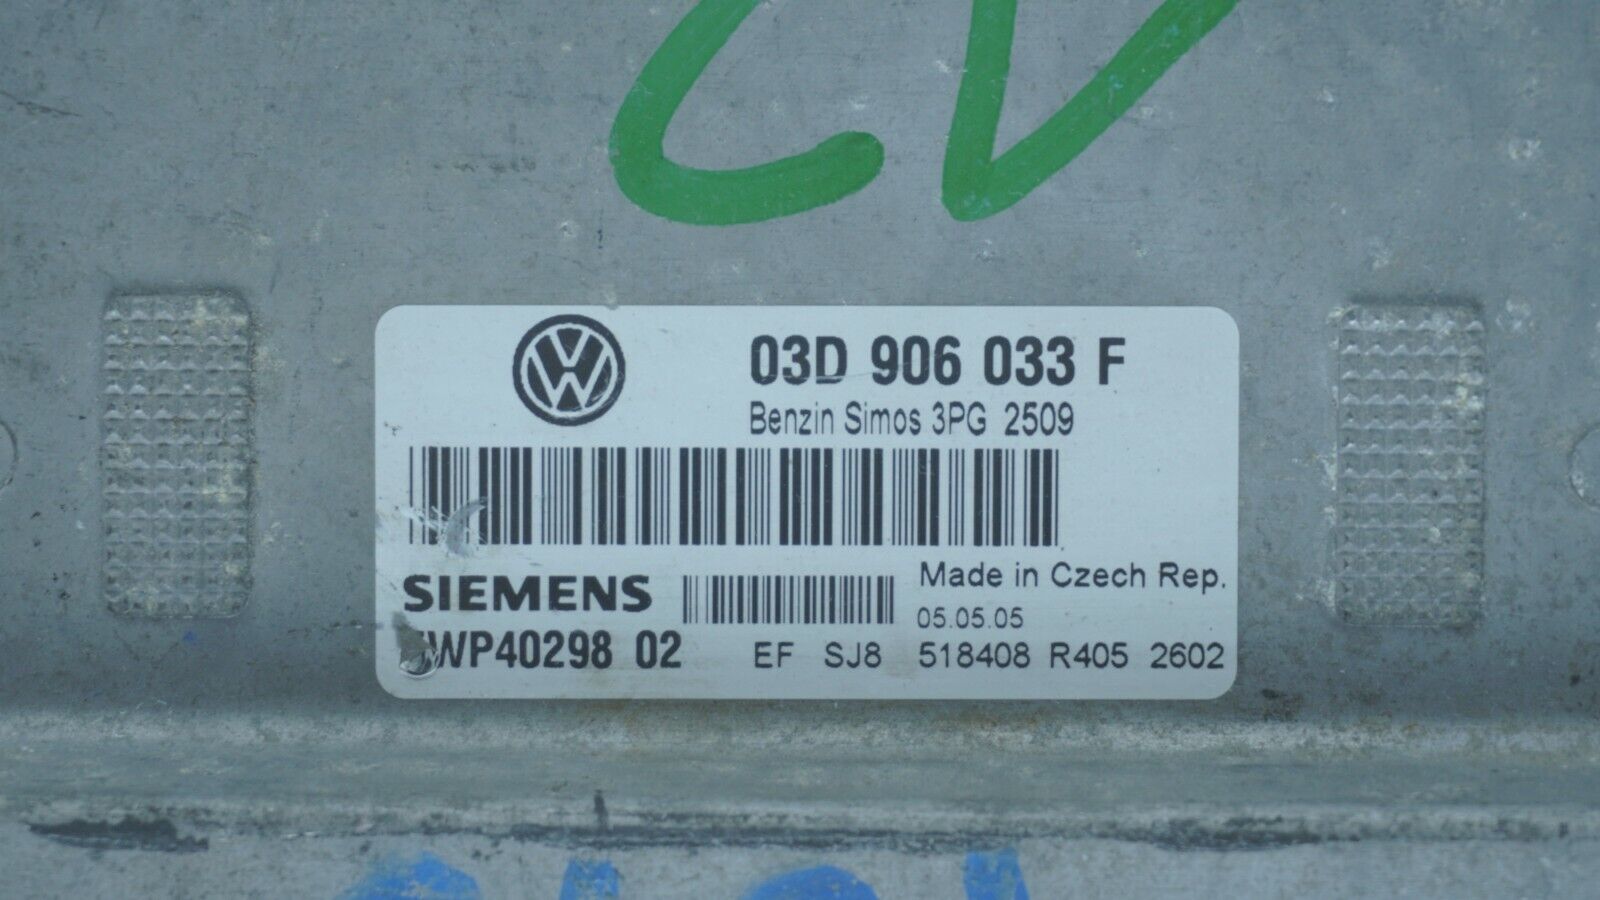 03D 906 033 F
Benzin Simos 3PG 2509
SIEMENS
Made in Czech Rep.
05.05.05
WP40298 02
EF SJ8 518408 R405 2602